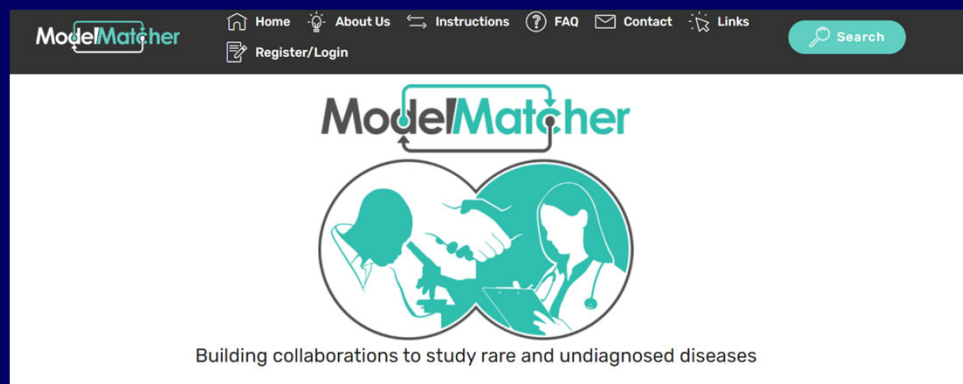 ModelMatcher
Home About Us Instructions FAQ Contact Links
Register/Login
Search
ModelMatcher
Building collaborations to study rare and undiagnosed diseases